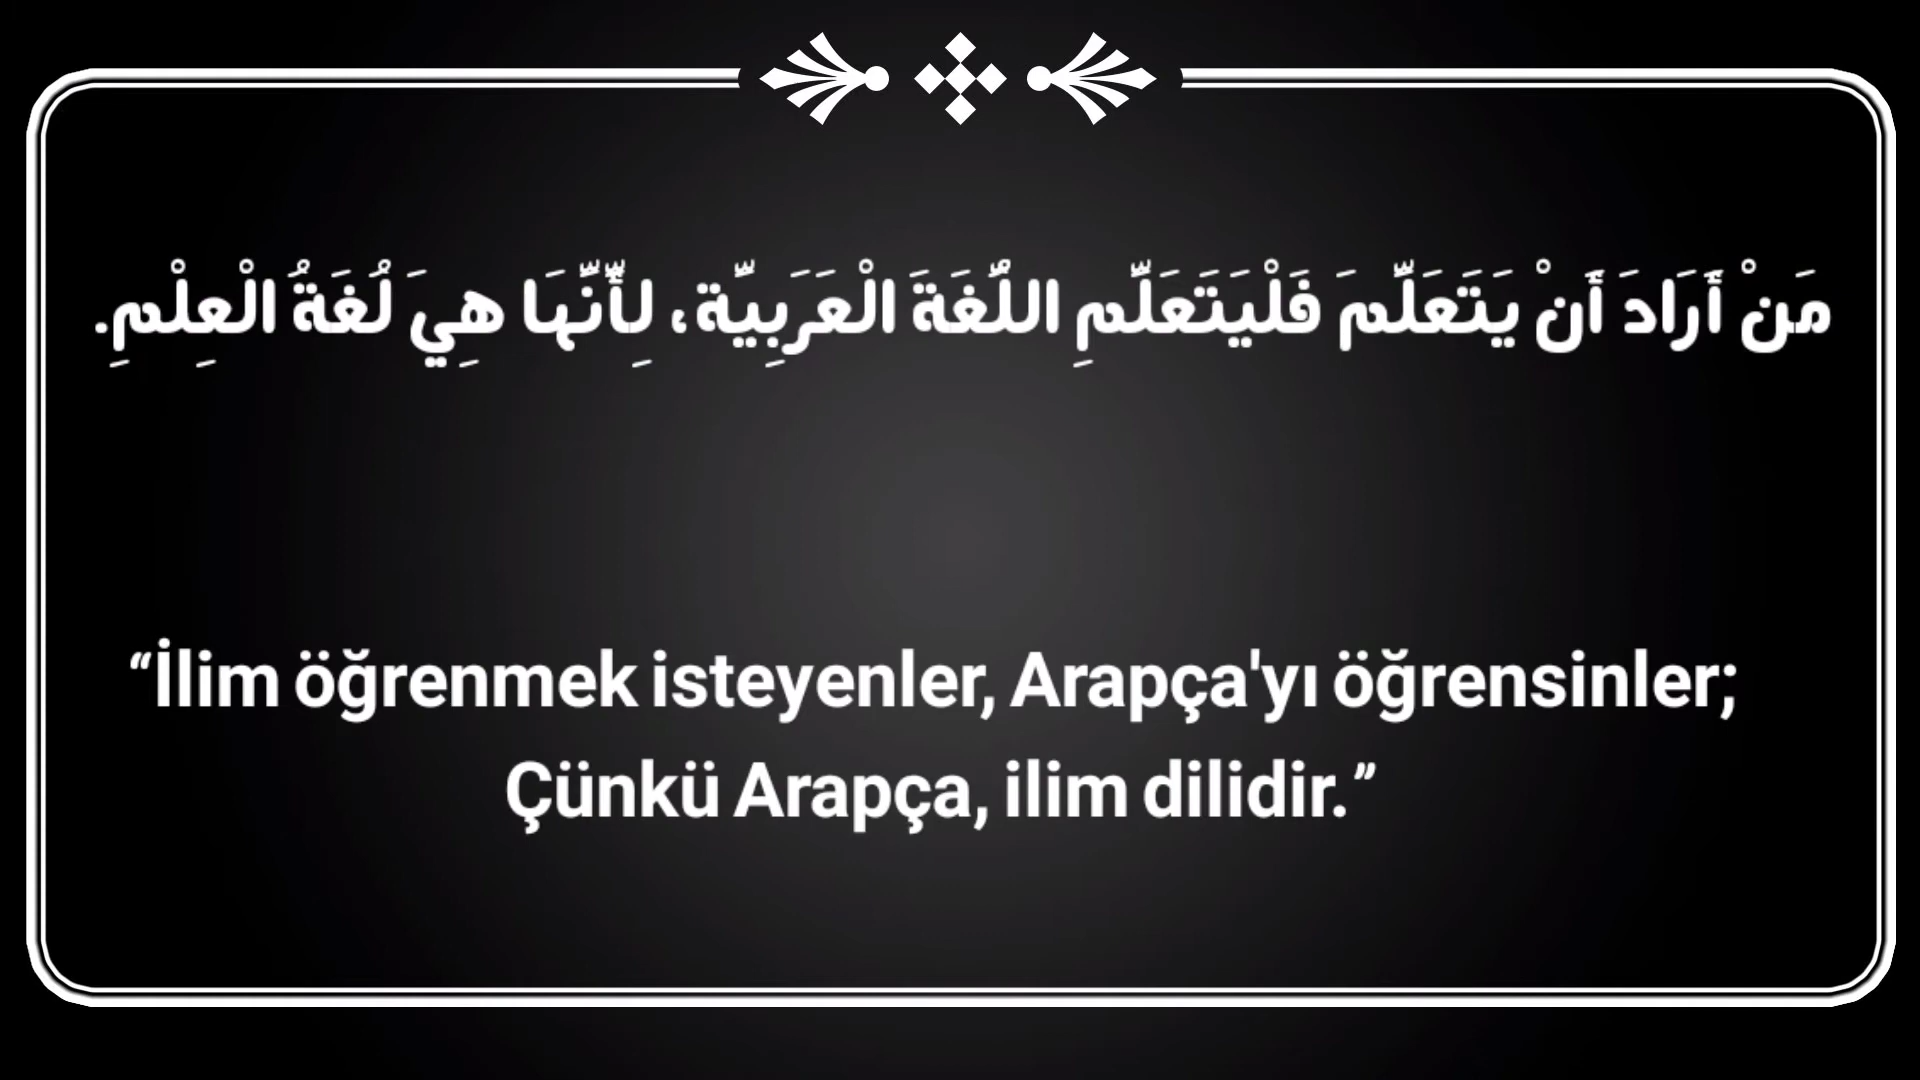 مَنْ أَرَادَ أَنْ يَتَعَلَّمَ فَلْيَتَعَلَّمِ اللُّغَةَ الْعَرَبِيَّة، لِأَنَّهَا هِيَ لُغَةُ الْعِلْمِ.
“İlim öğrenmek isteyenler, Arapça'yı öğrensinler;
Çünkü Arapça, ilim dilidir.”